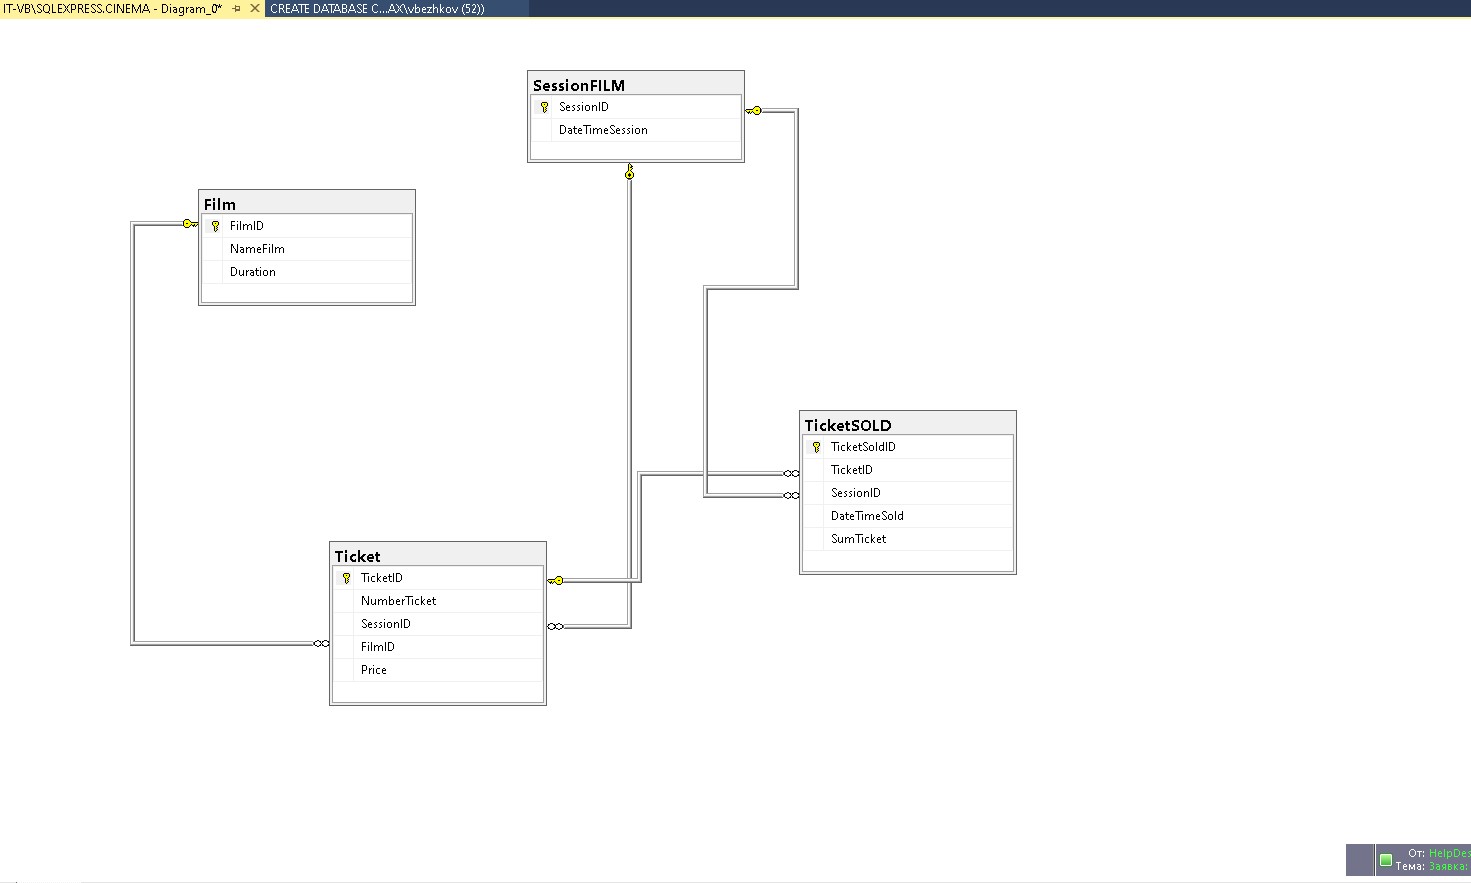 IT-VB\SQLEXPRESS.CINEMA - Diagram_0*
CREATE DATABASE C...AX\vbezhkov (52))
SessionFILM
SessionID
DateTimeSession
Film
FilmID
NameFilm
Duration
TicketSOLD
TicketSoldID
TicketID
SessionID
DateTimeSold
SumTicket
Ticket
TicketID
NumberTicket
SessionID
FilmID
Price
От: HelpDes
Тема: Заявка: